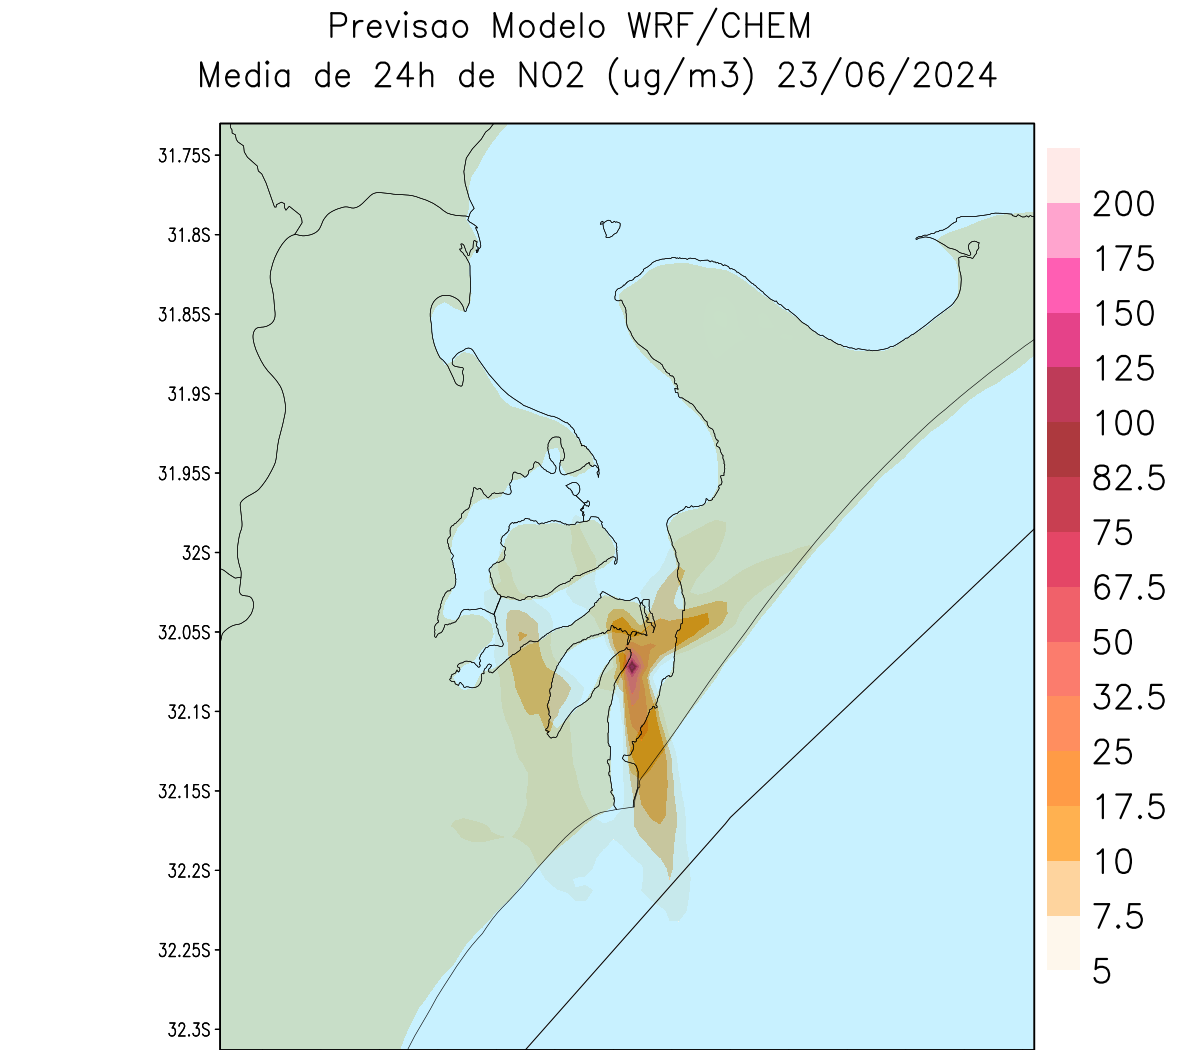 Previsao Modelo WRF/CHEM
Media de 24h de NO2 (ug/m3) 23/06/2024
31.75S
31.8S
31.85S
31.9S
31.95S
32S
32.05S
32.1S
32.15S
32.2S
32.25S
32.3S
200
175
150
125
100
82.5
75
67.5
50
32.5
25
17.5
10
7.5
5